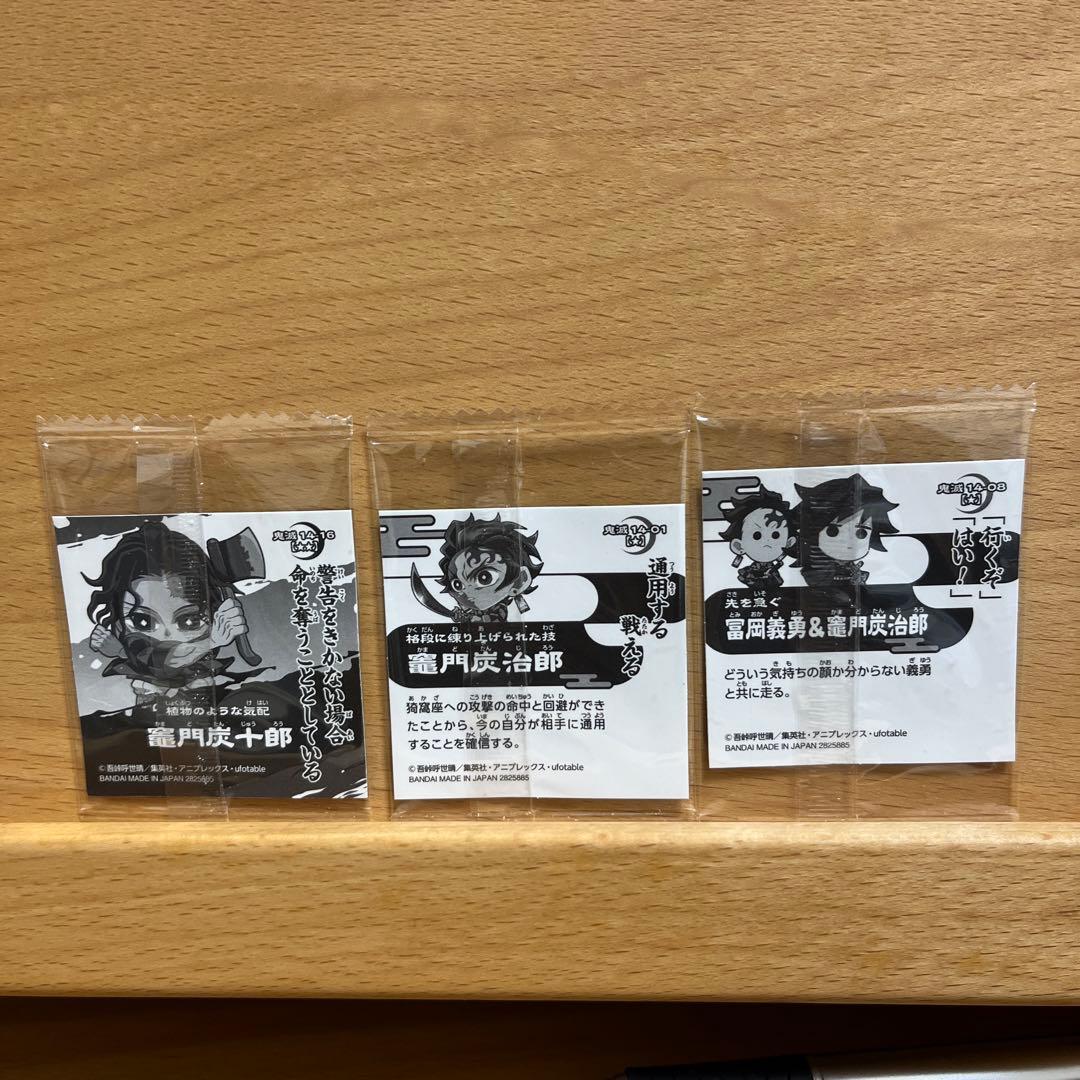 鬼滅 14-16
【★★】
警告をきかない場合
命を奪うこととしている
植物のような気配
竈門炭十郎
©吾峠呼世晴／集英社・アニプレックス・ufotable
BANDAI MADE IN JAPAN 2825885
鬼滅 14-01
【★】
通用する
戦える
格段に練り上げられた技
竈門炭治郎
猗窩座への攻撃の命中と回避ができ
たことから、今の自分が相手に通用
することを確信する。
©吾峠呼世晴／集英社・アニプレックス・ufotable
BANDAI MADE IN JAPAN 2825885
鬼滅 14-08
【★】
「行くぞ」
「はい！」
先を急ぐ
冨岡義勇&竈門炭治郎
どういう気持ちの顔か分からない義勇
と共に走る。
©吾峠呼世晴／集英社・アニプレックス・ufotable
BANDAI MADE IN JAPAN 2825885